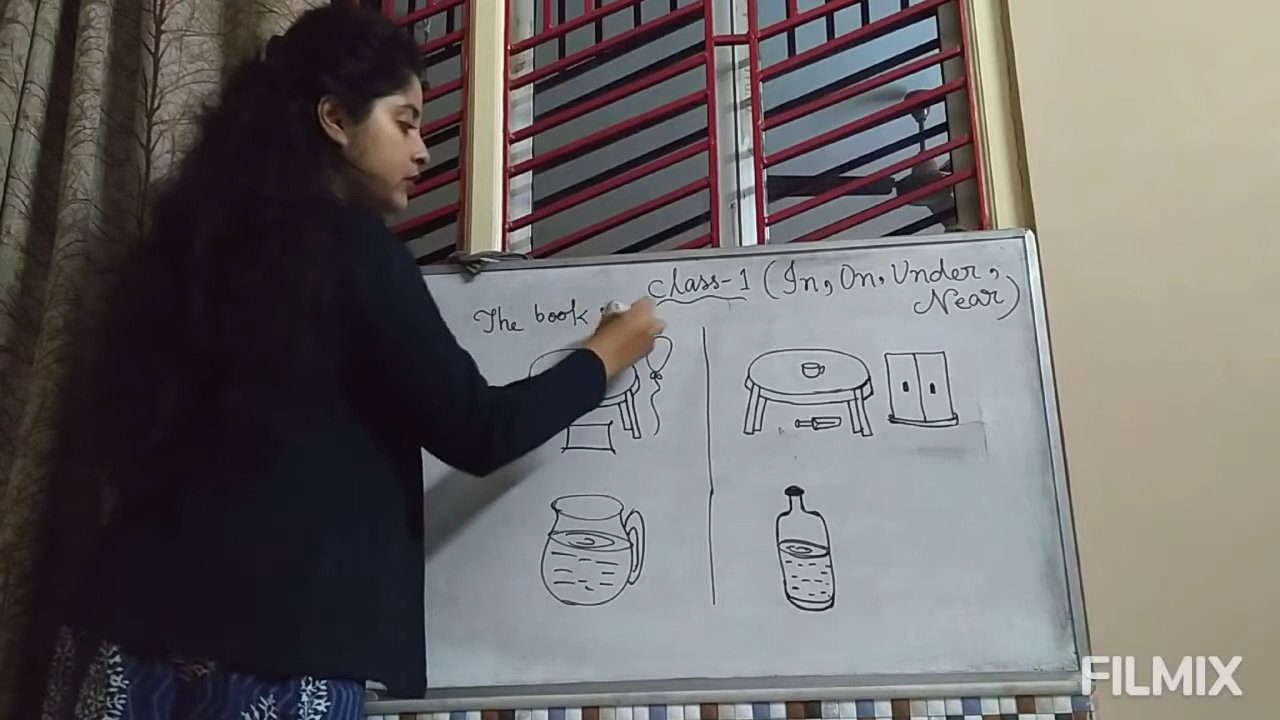 Class-1 (In, On, Under,
Near)
The book
FILMIX